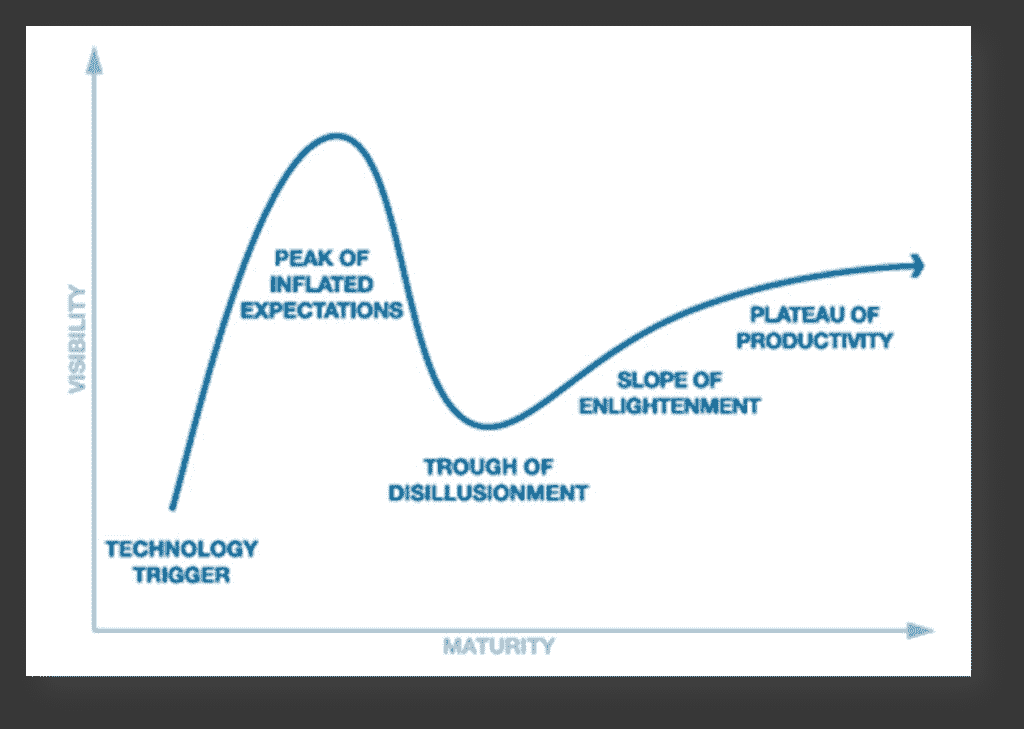 VISIBILITY
PEAK OF
INFLATED
EXPECTATIONS
PLATEAU OF
PRODUCTIVITY
SLOPE OF
ENLIGHTENMENT
TROUGH OF
DISILLUSIONMENT
TECHNOLOGY
TRIGGER
MATURITY